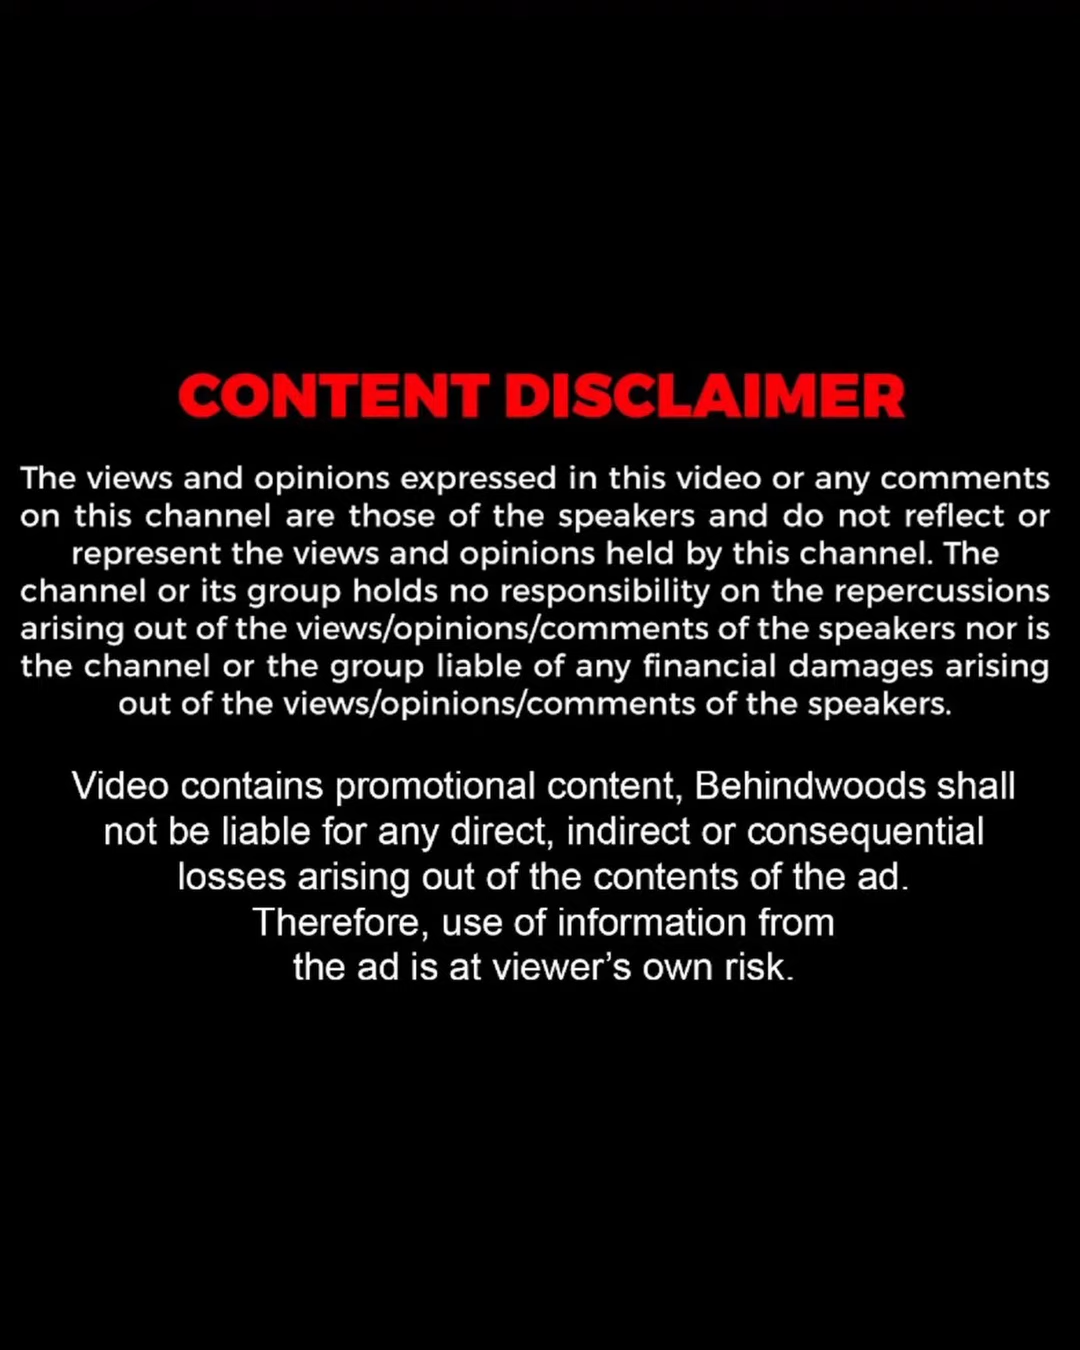 CONTENT DISCLAIMER
The views and opinions expressed in this video or any comments
on this channel are those of the speakers and do not reflect or
represent the views and opinions held by this channel. The
channel or its group holds no responsibility on the repercussions
arising out of the views/opinions/comments of the speakers nor is
the channel or the group liable of any financial damages arising
out of the views/opinions/comments of the speakers.
Video contains promotional content, Behindwoods shall
not be liable for any direct, indirect or consequential
losses arising out of the contents of the ad.
Therefore, use of information from
the ad is at viewer’s own risk.